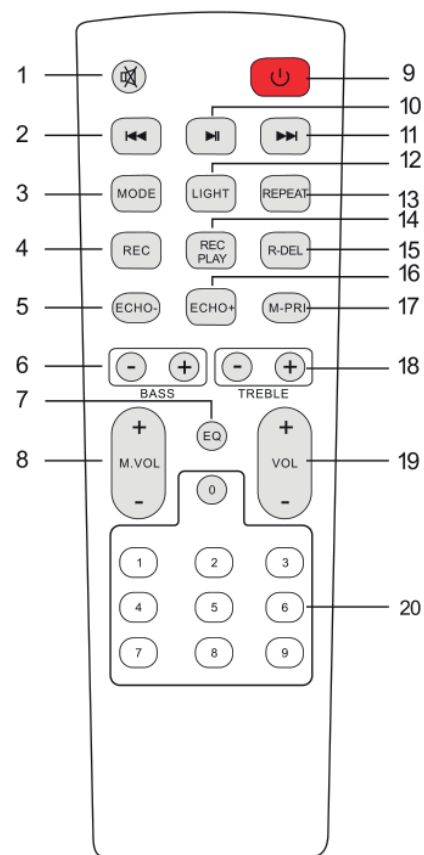 1
9
10
2
11
12
3
MODE
LIGHT
REPEAT
13
14
4
REC
REC
PLAY
R-DEL
15
16
5
ECHO-
ECHO+
M-PRI
17
6
-
+
-
+
18
BASS
TREBLE
7
EQ
8
+
M.VOL
-
+
VOL
-
19
0
1
2
3
4
5
6
20
7
8
9